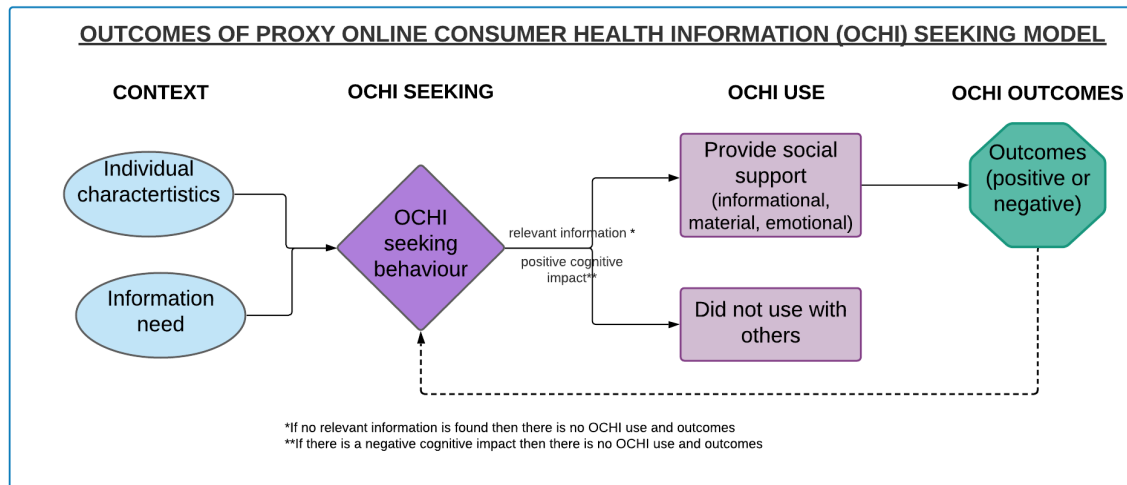 OUTCOMES OF PROXY ONLINE CONSUMER HEALTH INFORMATION (OCHI) SEEKING MODEL
CONTEXT
OCHI SEEKING
OCHI USE
OCHI OUTCOMES
Individual
charactertistics
Information
need
OCHI
seeking
behaviour
relevant information *
positive cognitive
impact**
Provide social
support
(informational,
material, emotional)
Did not use with
others
Outcomes
(positive or
negative)
*If no relevant information is found then there is no OCHI use and outcomes
**If there is a negative cognitive impact then there is no OCHI use and outcomes